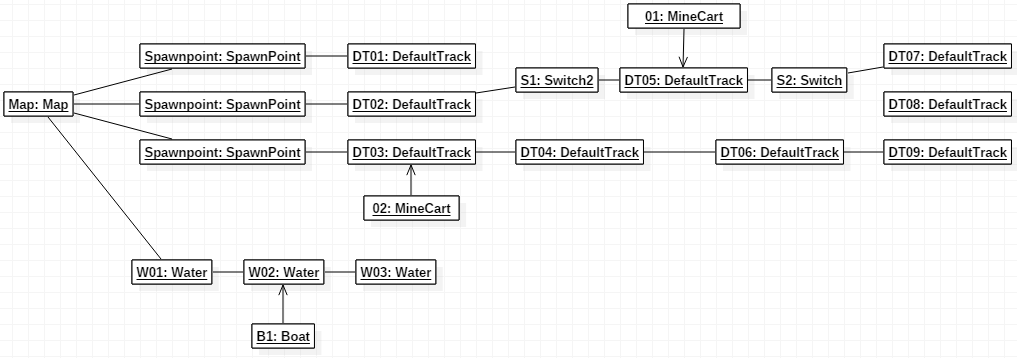 01: MineCart
Spawnpoint: SpawnPoint
DT01: DefaultTrack
DT07: DefaultTrack
S1: Switch2
DT05: DefaultTrack
S2: Switch
Map: Map
Spawnpoint: SpawnPoint
DT02: DefaultTrack
DT08: DefaultTrack
Spawnpoint: SpawnPoint
DT03: DefaultTrack
DT04: DefaultTrack
DT06: DefaultTrack
DT09: DefaultTrack
02: MineCart
W01: Water
W02: Water
W03: Water
B1: Boat